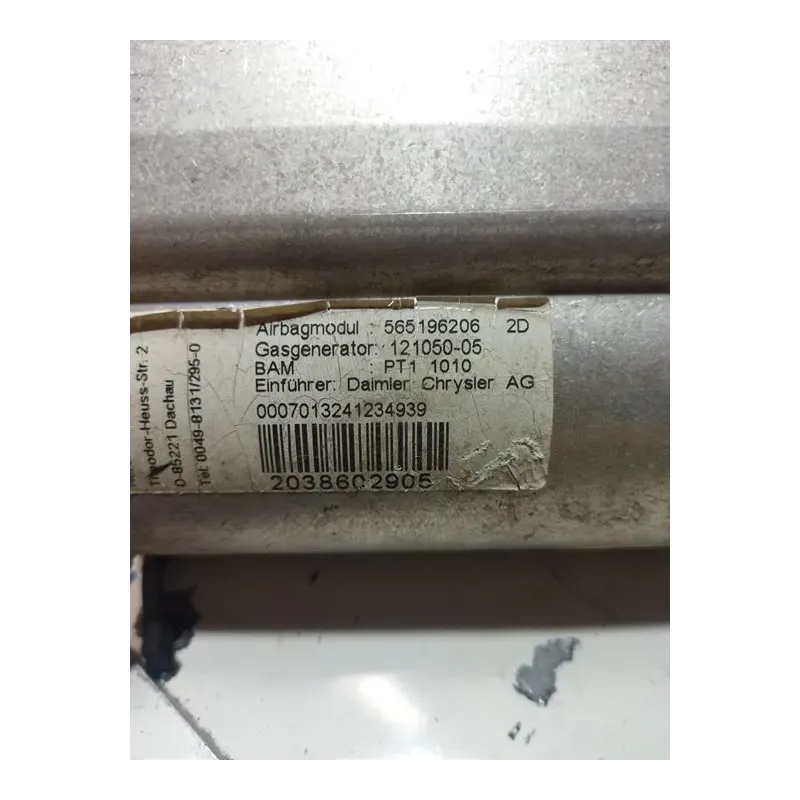 Airbagmodul : 565196206 2D
Gasgenerator: 121050-05
BAM : PT1 1010
Einführer: Daimler Chrysler AG
0007013241234939
2038602905
Theodor-Heuss-Str. 2
D-85221 Dachau
Tel: 0049-8131/295-0